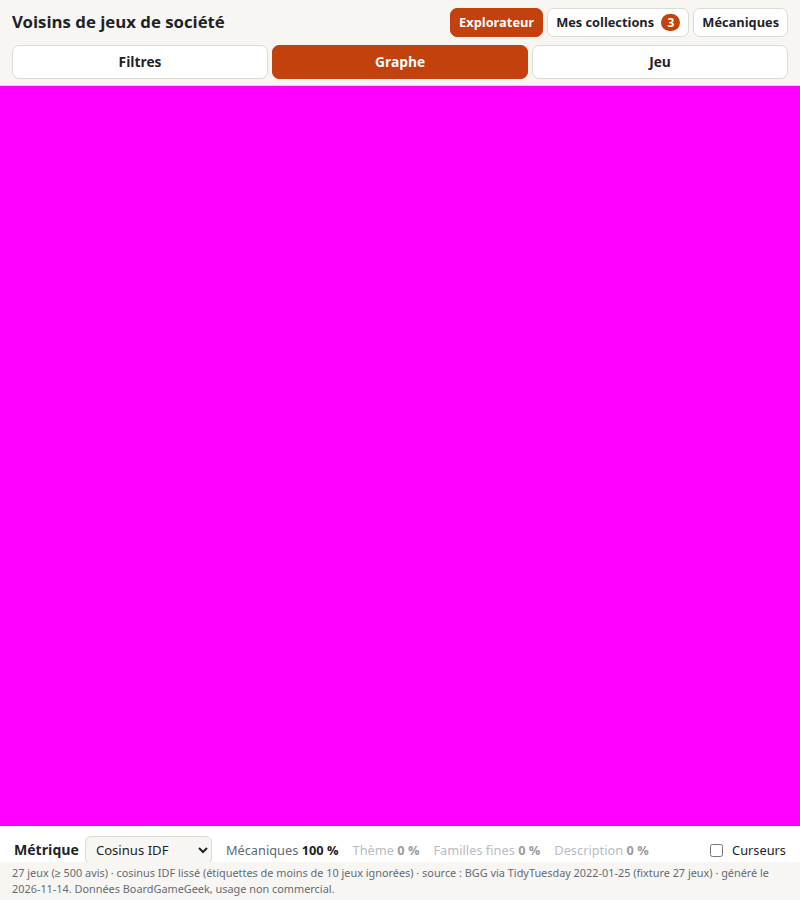 Voisins de jeux de société
Explorateur
Mes collections 3
Mécaniques
Filtres
Graphe
Jeu
Métrique Cosinus IDF Mécaniques 100 % Thème 0 % Familles fines 0 % Description 0 % Curseurs
27 jeux (≥ 500 avis) · cosinus IDF lissé (étiquettes de moins de 10 jeux ignorées) · source : BGG via TidyTuesday 2022-01-25 (fixture 27 jeux) · généré le
2026-11-14. Données BoardGameGeek, usage non commercial.